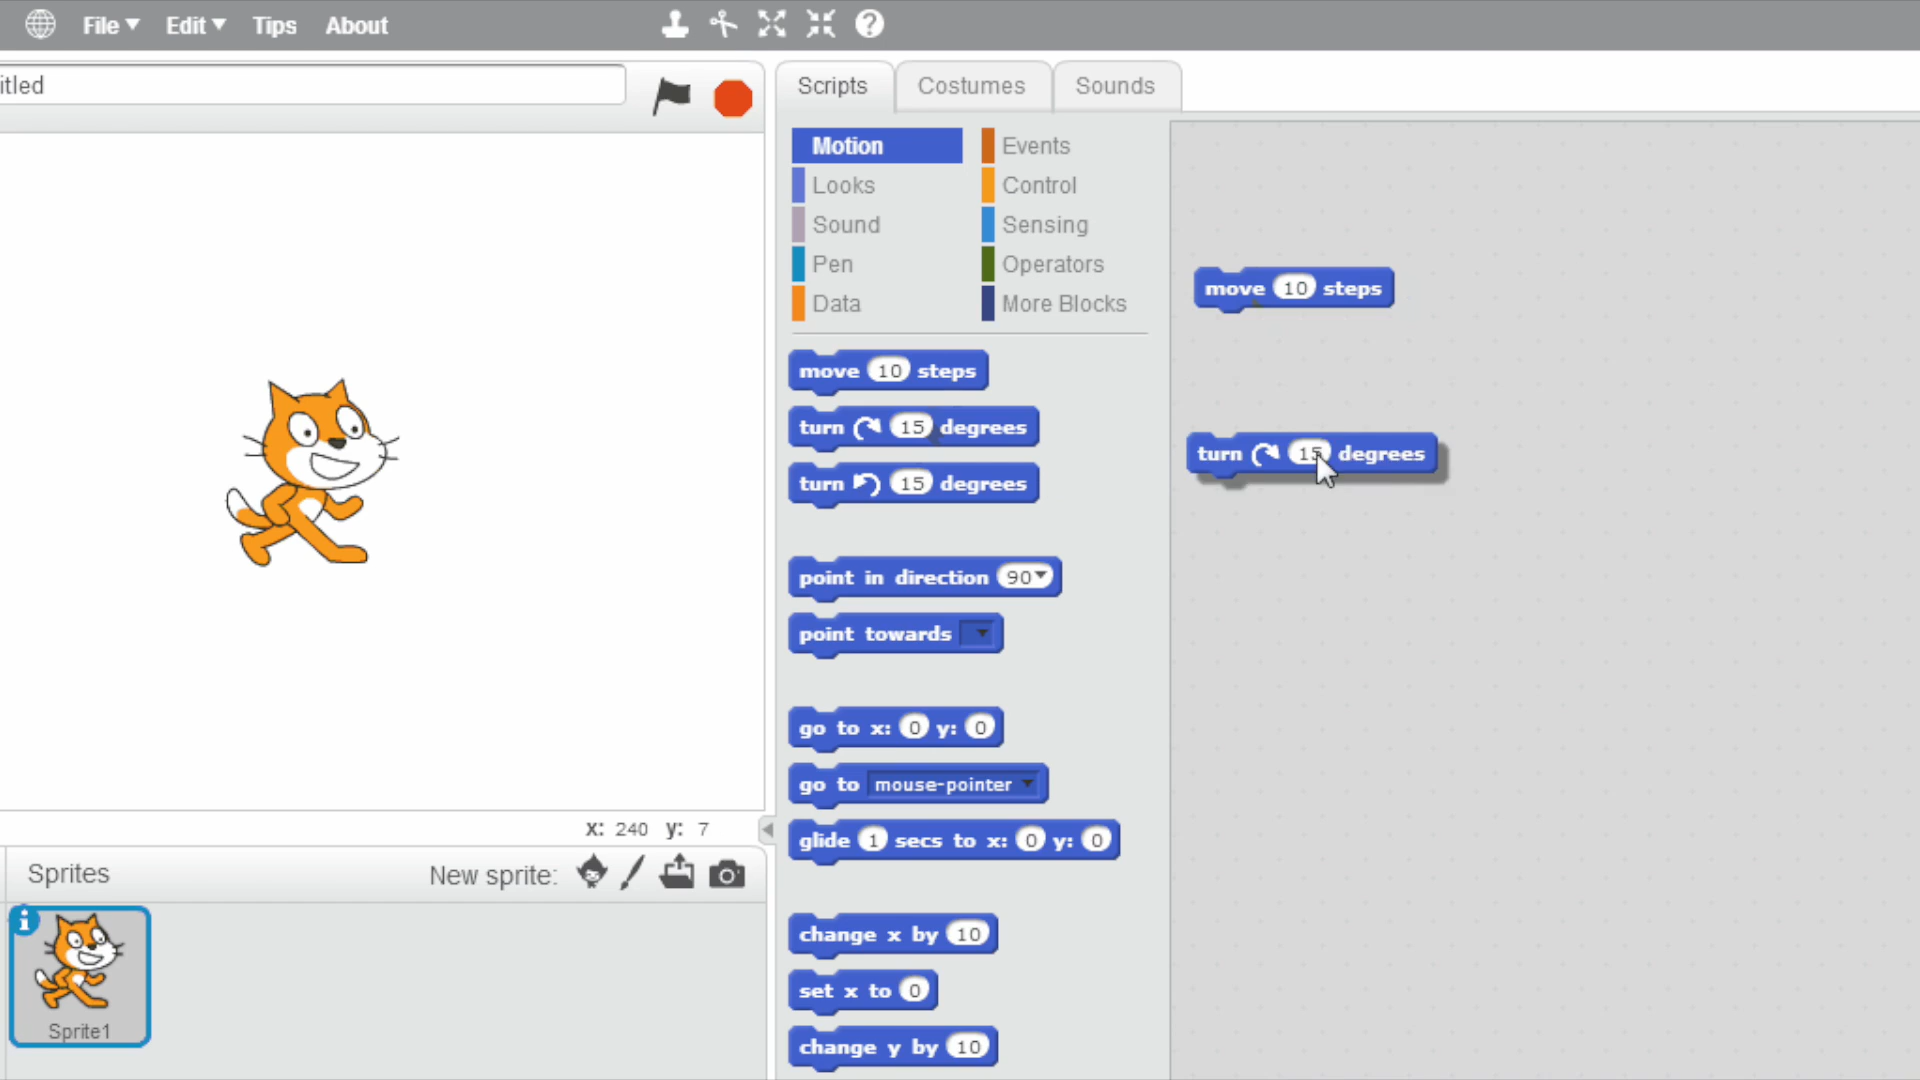 File Edit Tips About
itled
Scripts Costumes Sounds
Motion Events
Looks Control
Sound Sensing
Pen Operators
Data More Blocks
move 10 steps
turn 15 degrees
turn 15 degrees
point in direction 90
point towards
go to x: 0 y: 0
go to mouse-pointer
glide 1 secs to x: 0 y: 0
change x by 10
set x to 0
change y by 10
move 10 steps
turn 15 degrees
x: 240 y: 7
Sprites New sprite:
Sprite1